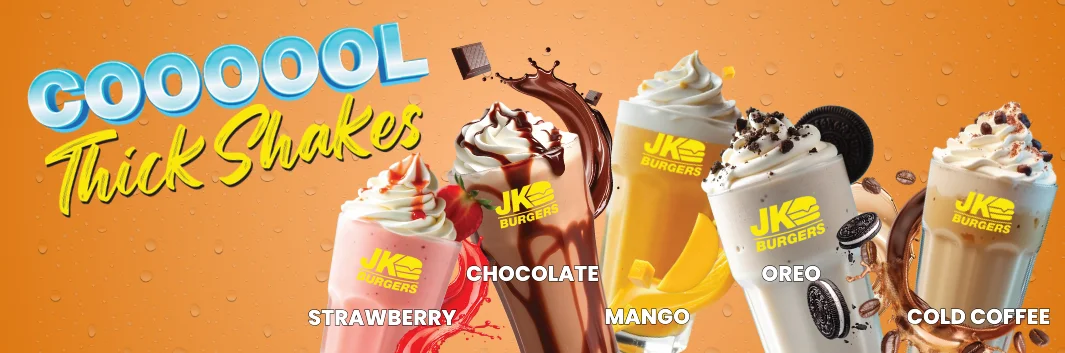 COOOOOL
Thick Shakes
JK
BURGERS
JK
BURGERS
JK
BURGERS
JK
BURGERS
JK
BURGERS
CHOCOLATE
OREO
STRAWBERRY
MANGO
COLD COFFEE